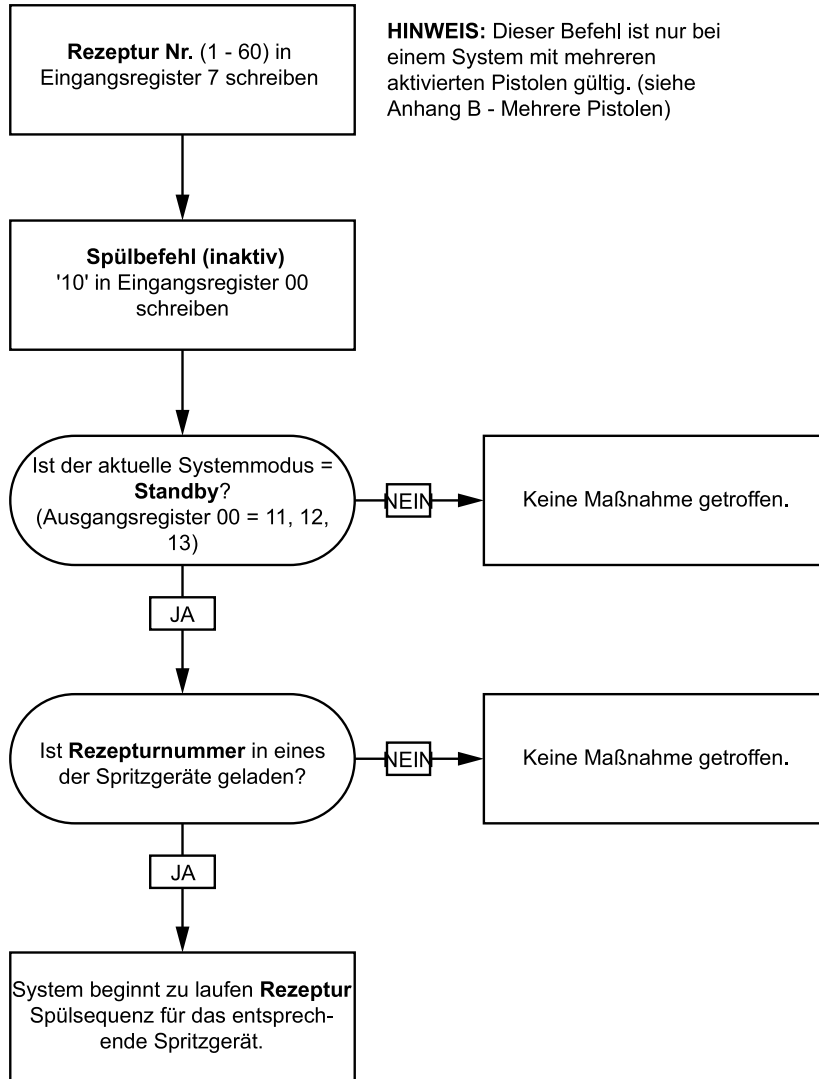 Rezeptur Nr. (1 - 60) in
Eingangsregister 7 schreiben
HINWEIS: Dieser Befehl ist nur bei
einem System mit mehreren
aktivierten Pistolen gültig. (siehe
Anhang B - Mehrere Pistolen)
Spülbefehl (inaktiv)
'10' in Eingangsregister 00
schreiben
Ist der aktuelle Systemmodus =
Standby?
(Ausgangsregister 00 = 11, 12,
13)
NEIN
Keine Maßnahme getroffen.
JA
Ist Rezepturnummer in eines
der Spritzgeräte geladen?
NEIN
Keine Maßnahme getroffen.
JA
System beginnt zu laufen Rezeptur
Spülsequenz für das entsprech-
ende Spritzgerät.